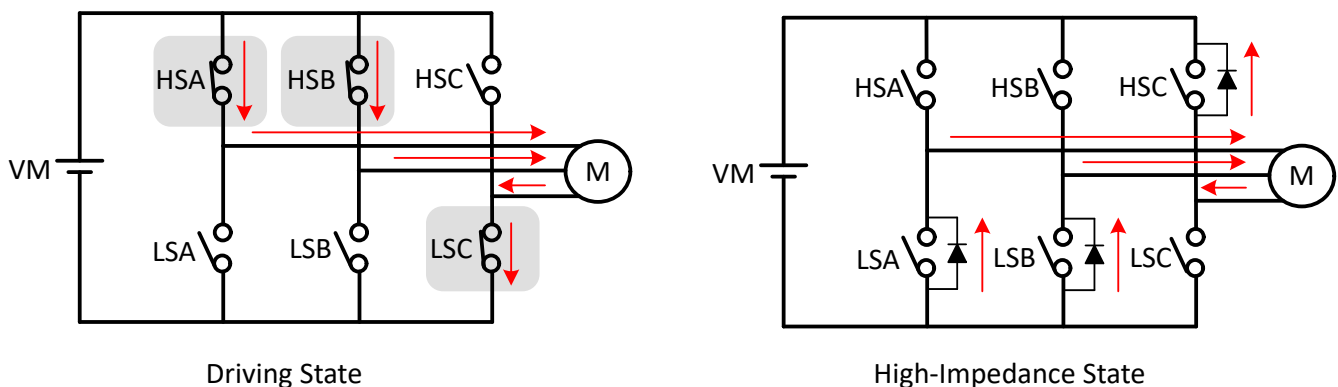 HSA HSB HSC
VM
M
LSA LSB LSC
Driving State
HSA HSB HSC
VM
M
LSA LSB LSC
High-Impedance State